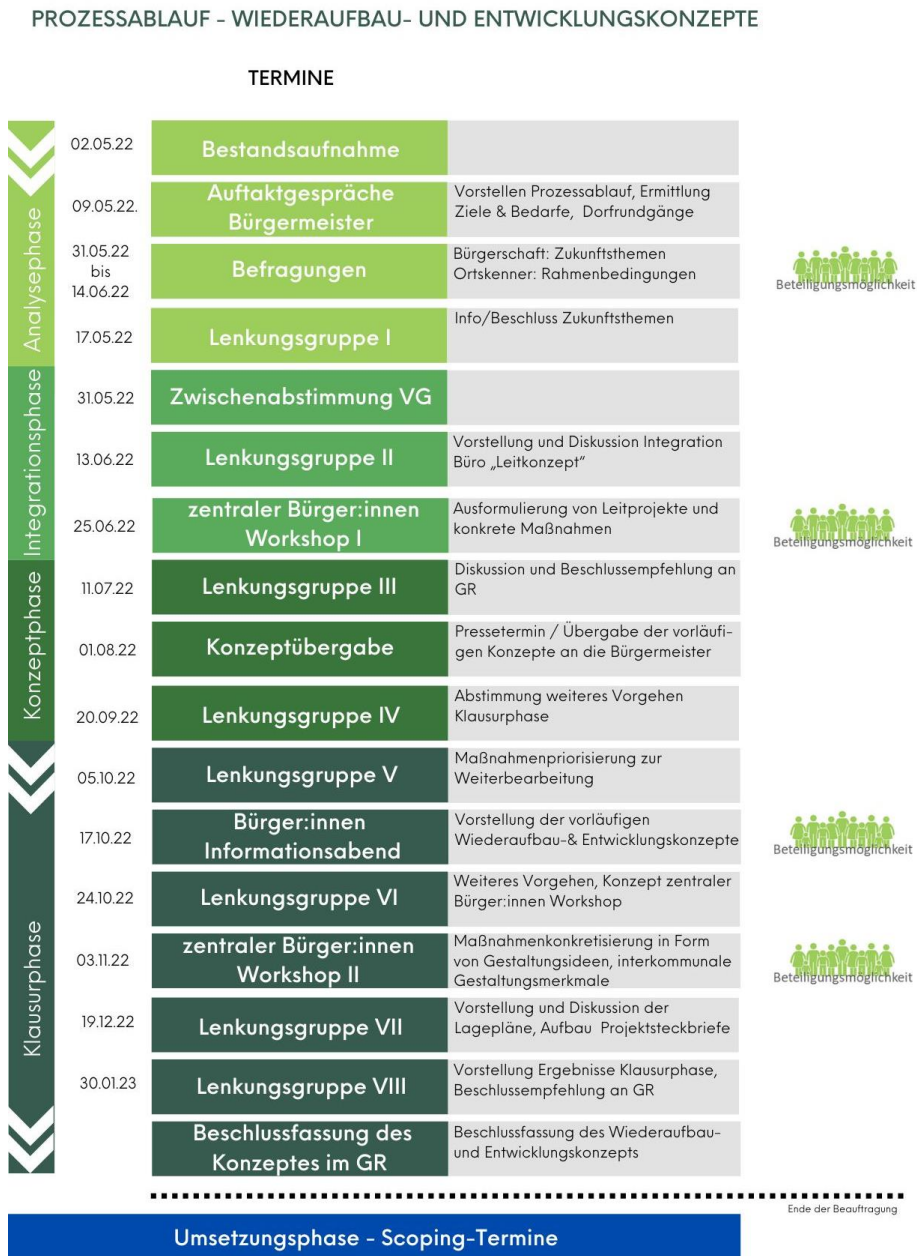 PROZESSABLAUF - WIEDERAUFBAU- UND ENTWICKLUNGSKONZEPTE
TERMINE
Analysephase
02.05.22
Bestandsaufnahme
09.05.22.
Auftaktgespräche
Bürgermeister
Vorstellen Prozessablauf, Ermittlung
Ziele & Bedarfe, Dorfrundgänge
31.05.22
bis
14.06.22
Befragungen
Bürgerschaft: Zukunftsthemen
Ortskenner: Rahmenbedingungen
Beteiligungsmöglichkeit
17.05.22
Lenkungsgruppe I
Info/Beschluss Zukunftsthemen
Integrationsphase
31.05.22
Zwischenabstimmung VG
13.06.22
Lenkungsgruppe II
Vorstellung und Diskussion Integration
Büro „Leitkonzept"
25.06.22
zentraler Bürger:innen
Workshop I
Ausformulierung von Leitprojekte und
konkrete Maßnahmen
Beteiligungsmöglichkeit
Konzeptphase
11.07.22
Lenkungsgruppe III
Diskussion und Beschlussempfehlung an
GR
01.08.22
Konzeptübergabe
Pressetermin / Übergabe der vorläufi-
gen Konzepte an die Bürgermeister
20.09.22
Lenkungsgruppe IV
Abstimmung weiteres Vorgehen
Klausurphase
Klausurphase
05.10.22
Lenkungsgruppe V
Maßnahmenpriorisierung zur
Weiterbearbeitung
17.10.22
Bürger:innen
Informationsabend
Vorstellung der vorläufigen
Wiederaufbau-& Entwicklungskonzepte
Beteiligungsmöglichkeit
24.10.22
Lenkungsgruppe VI
Weiteres Vorgehen, Konzept zentraler
Bürger:innen Workshop
03.11.22
zentraler Bürger:innen
Workshop II
Maßnahmenkonkretisierung in Form
von Gestaltungsideen, interkommunale
Gestaltungsmerkmale
Beteiligungsmöglichkeit
19.12.22
Lenkungsgruppe VII
Vorstellung und Diskussion der
Lagepläne, Aufbau Projektsteckbriefe
30.01.23
Lenkungsgruppe VIII
Vorstellung Ergebnisse Klausurphase,
Beschlussempfehlung an GR
Beschlussfassung des
Konzeptes im GR
Beschlussfassung des Wiederaufbau-
und Entwicklungskonzepts
Ende der Beauftragung
Umsetzungsphase - Scoping-Termine